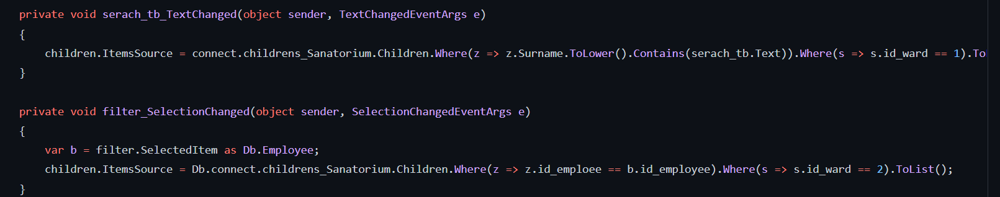 private void serach_tb_TextChanged(object sender, TextChangedEventArgs e)
{
    children.ItemsSource = connect.childrens_Sanatorium.Children.Where(z => z.Surname.ToLower().Contains(serach_tb.Text)).Where(s => s.id_ward == 1).To
}

private void filter_SelectionChanged(object sender, SelectionChangedEventArgs e)
{
    var b = filter.SelectedItem as Db.Employee;
    children.ItemsSource = Db.connect.childrens_Sanatorium.Children.Where(z => z.id_emploee == b.id_employee).Where(s => s.id_ward == 2).ToList();
}